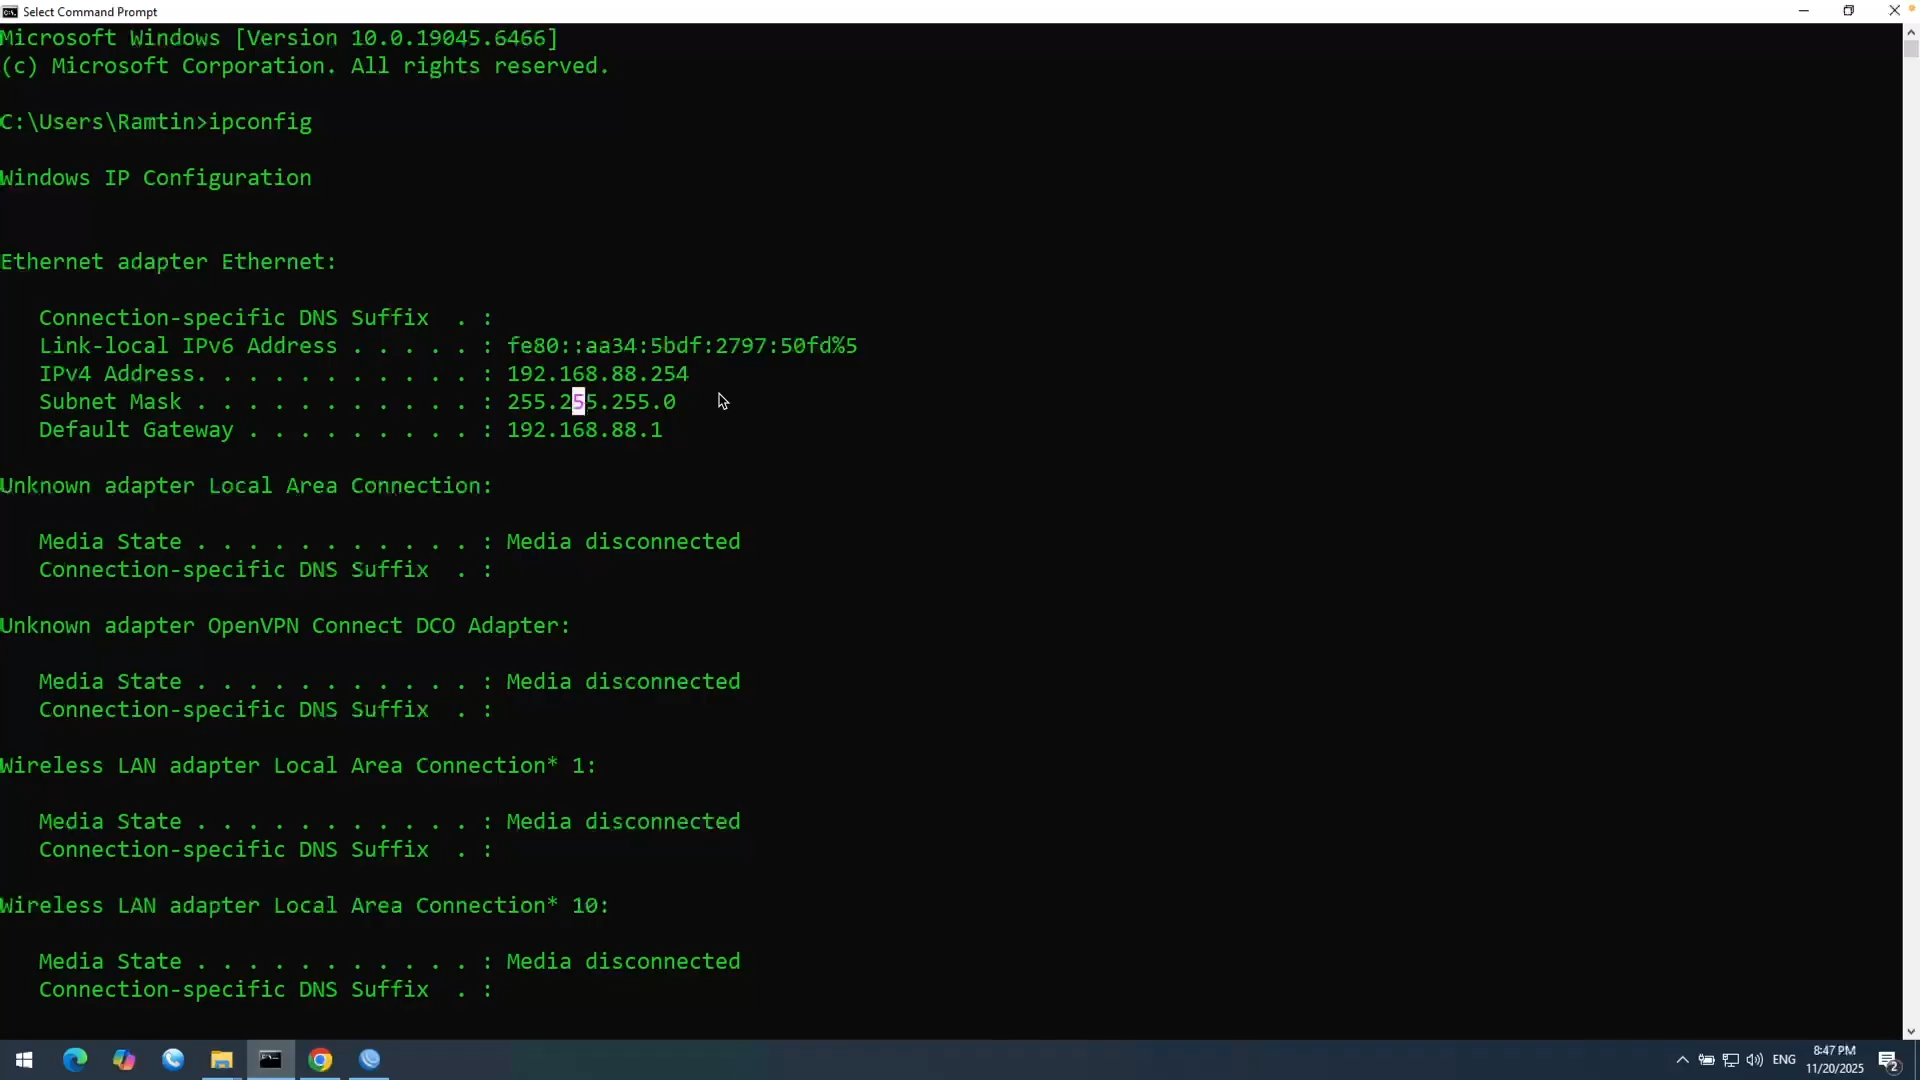 Select Command Prompt
Microsoft Windows [Version 10.0.19045.6466]
(c) Microsoft Corporation. All rights reserved.
C:\Users\Ramtin>ipconfig
Windows IP Configuration
Ethernet adapter Ethernet:
Connection-specific DNS Suffix  . :
Link-local IPv6 Address . . . . . : fe80::aa34:5bdf:2797:50fd%5
IPv4 Address. . . . . . . . . . . : 192.168.88.254
Subnet Mask . . . . . . . . . . . : 255.255.255.0
Default Gateway . . . . . . . . . : 192.168.88.1
Unknown adapter Local Area Connection:
Media State . . . . . . . . . . . : Media disconnected
Connection-specific DNS Suffix  . :
Unknown adapter OpenVPN Connect DCO Adapter:
Media State . . . . . . . . . . . : Media disconnected
Connection-specific DNS Suffix  . :
Wireless LAN adapter Local Area Connection* 1:
Media State . . . . . . . . . . . : Media disconnected
Connection-specific DNS Suffix  . :
Wireless LAN adapter Local Area Connection* 10:
Media State . . . . . . . . . . . : Media disconnected
Connection-specific DNS Suffix  . :
ENG
8:47 PM
11/20/2025
2